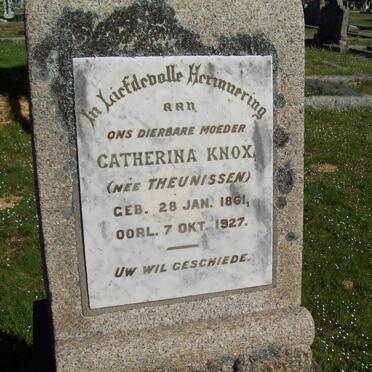 In Liefdevolle Herinnering
AAN
ONS DIERBARE MOEDER
CATHERINA KNOX,
(NÉE THEUNISSEN)
GEB. 28 JAN. 1861,
OORL. 7 OKT. 1927.
UW WIL GESCHIEDE.